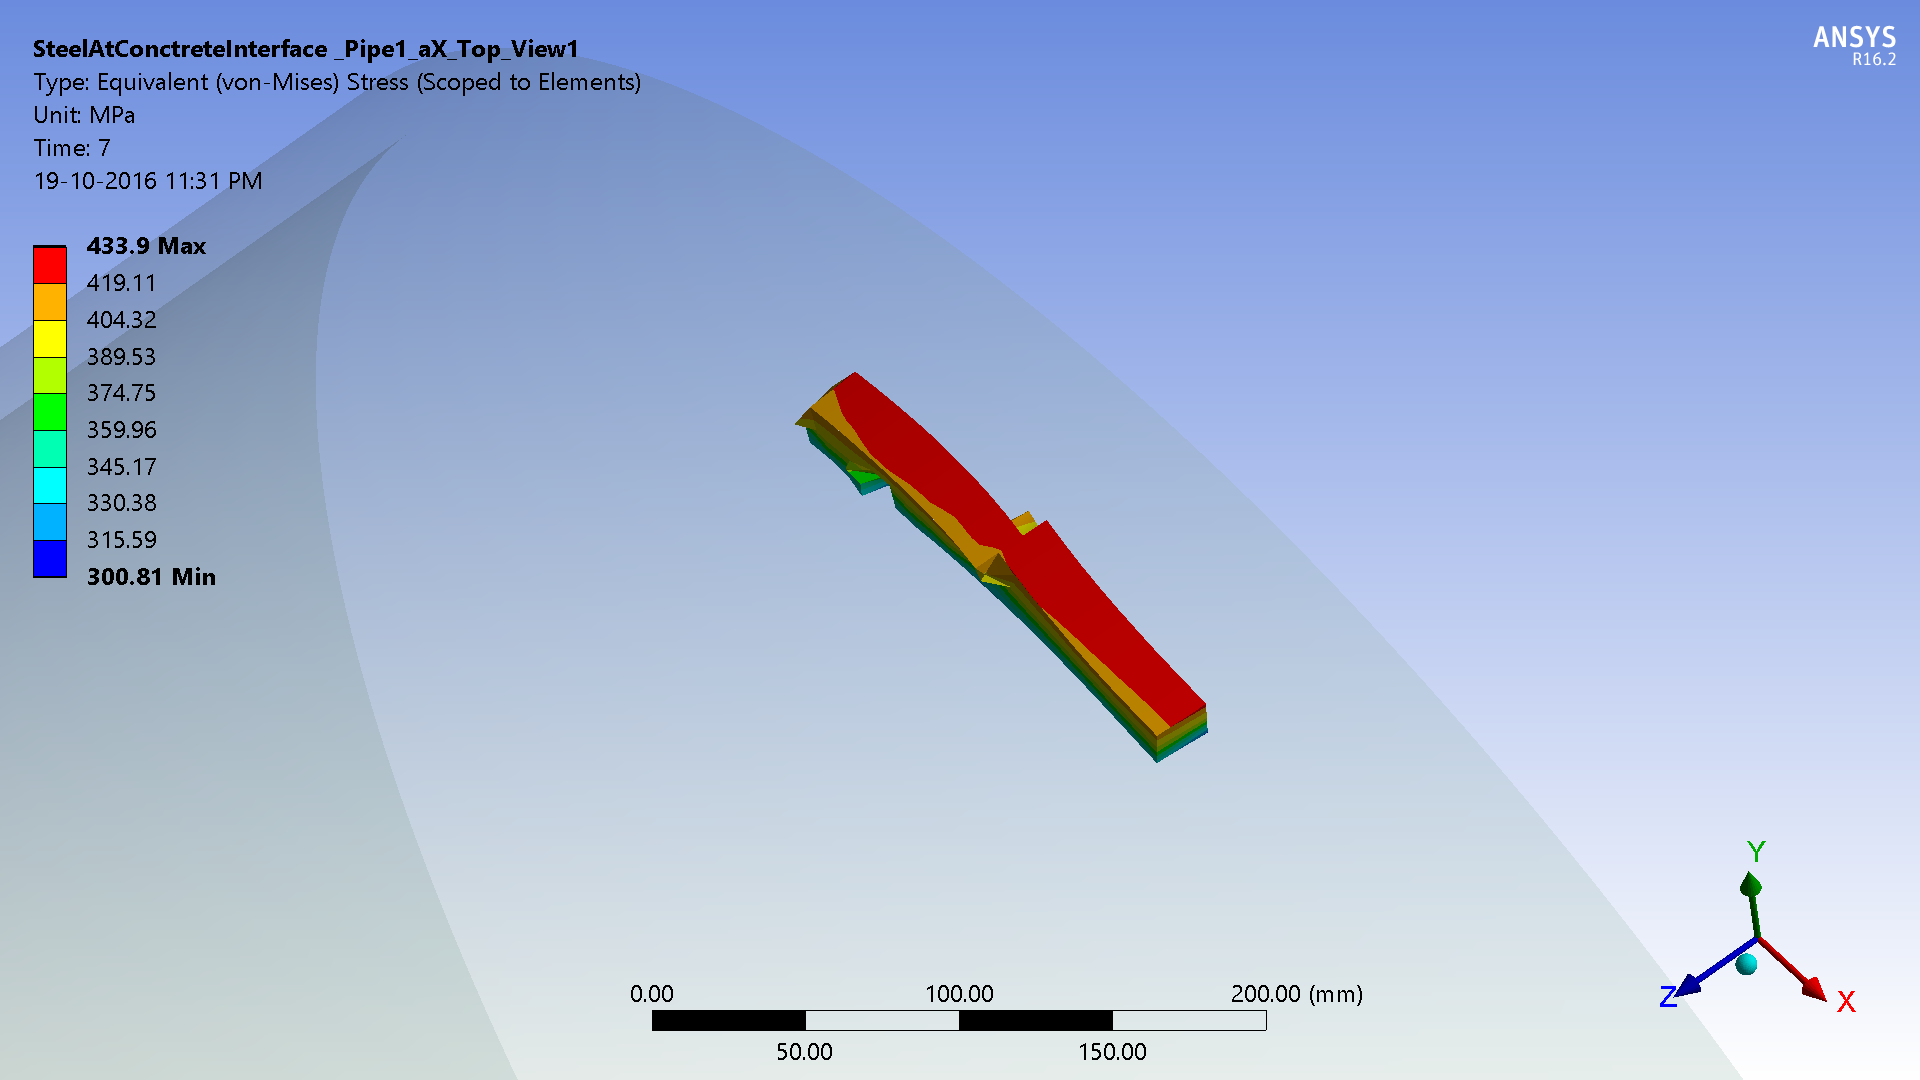 SteelAtConctreteInterface _Pipe1_aX_Top_View1
Type: Equivalent (von-Mises) Stress (Scoped to Elements)
Unit: MPa
Time: 7
19-10-2016 11:31 PM
ANSYS
R16.2
433.9 Max
419.11
404.32
389.53
374.75
359.96
345.17
330.38
315.59
300.81 Min
Y
Z
X
0.00 100.00 200.00 (mm)
50.00 150.00